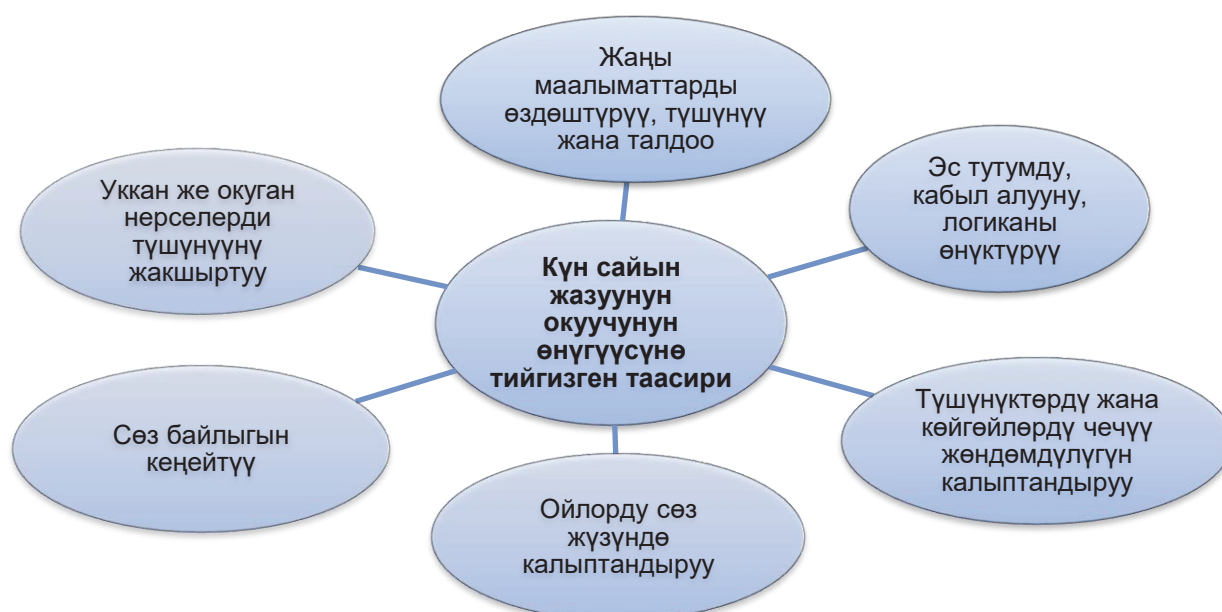 Жаңы
маалыматтарды
өздөштүрүү, түшүнүү
жана талдоо
Эс тутумду,
кабыл алууну,
логиканы
өнүктүрүү
Уккан же окуган
нерселерди
түшүнүүнү
жакшыртуу
Күн сайын
жазуунун
окуучунун
өнүгүүсүнө
тийгизген таасири
Түшүнүктөрдү жана
көйгөйлөрдү чечүү
жөндөмдүлүгүн
калыптандыруу
Сөз байлыгын
кеңейтүү
Ойлорду сөз
жүзүндө
калыптандыруу